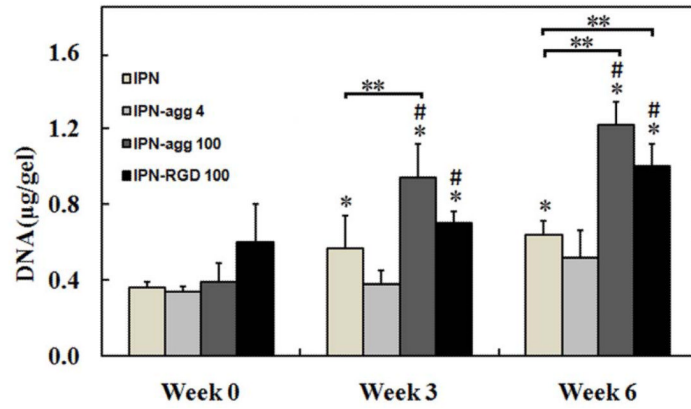 DNA(µg/gel)
1.6
1.2
0.8
0.4
0.0
IPN
IPN-agg 4
IPN-agg 100
IPN-RGD 100
**
*
#
*
#
*
**
**
*
#
*
#
*
Week 0
Week 3
Week 6